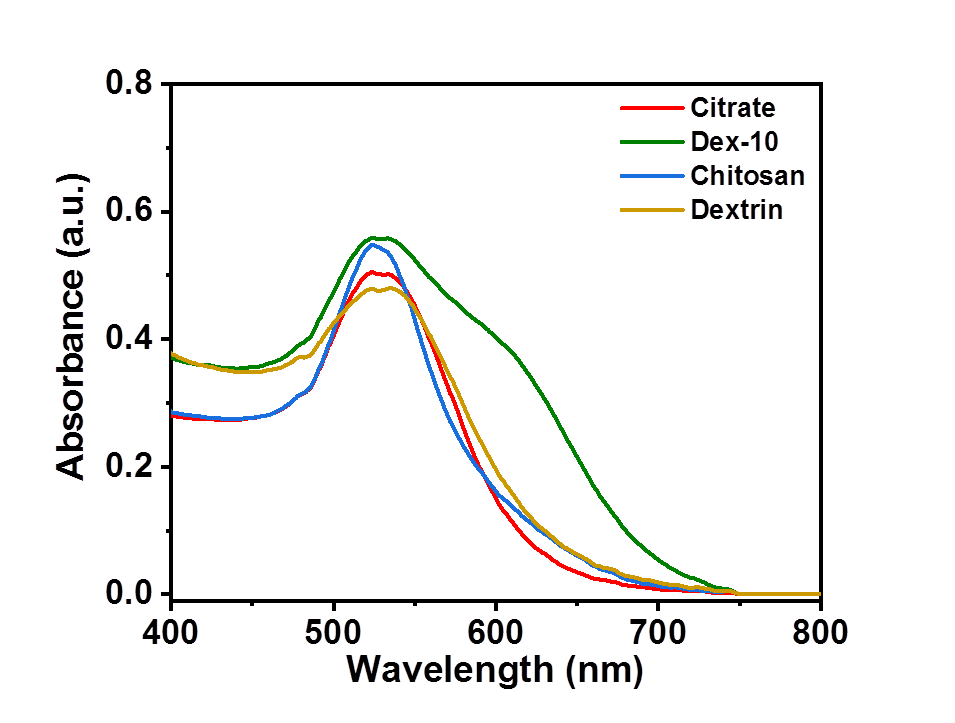 0.8
0.6
0.4
0.2
0.0
Absorbance (a.u.)
Citrate
Dex-10
Chitosan
Dextrin
400 500 600 700 800
Wavelength (nm)